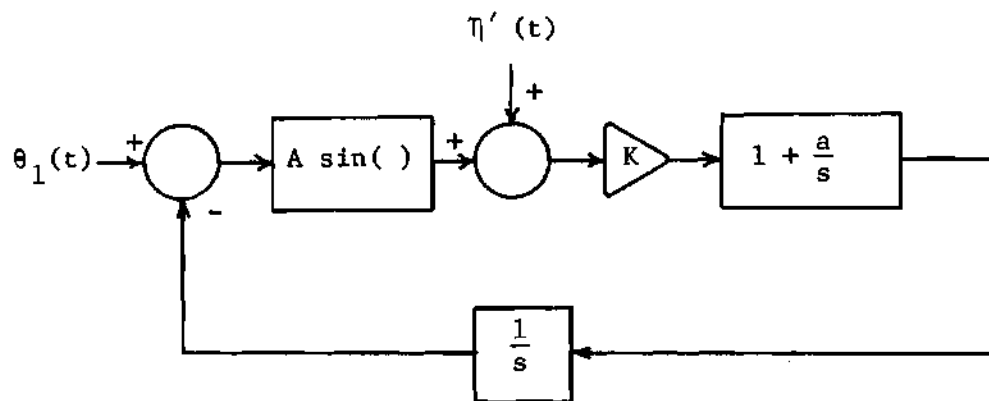 η′ (t)
+
+
θ₁(t)
A sin( )
+
K
1 + a/s
-
1/s